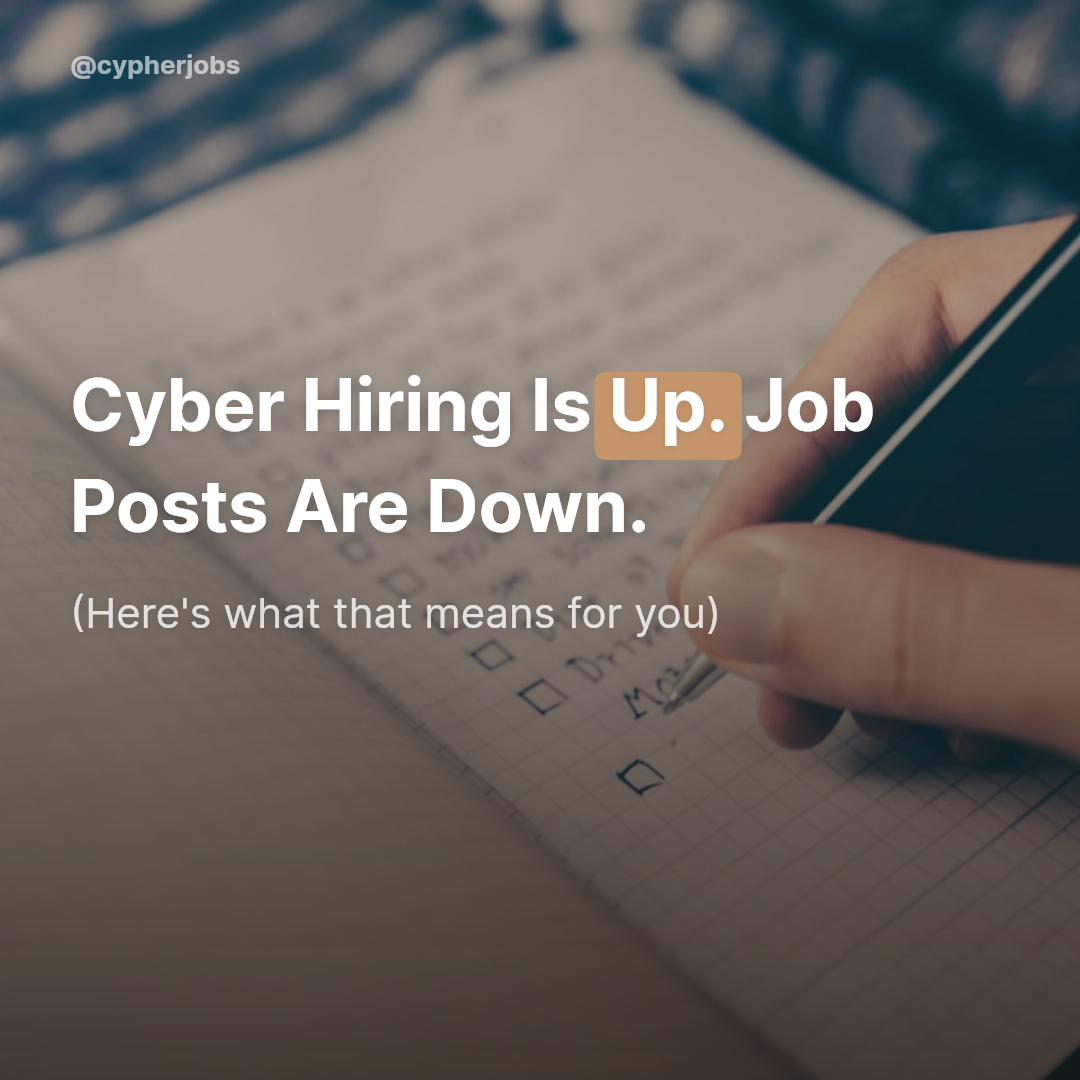 @cypherjobs
Cyber Hiring Is Up. Job
Posts Are Down.
(Here's what that means for you)